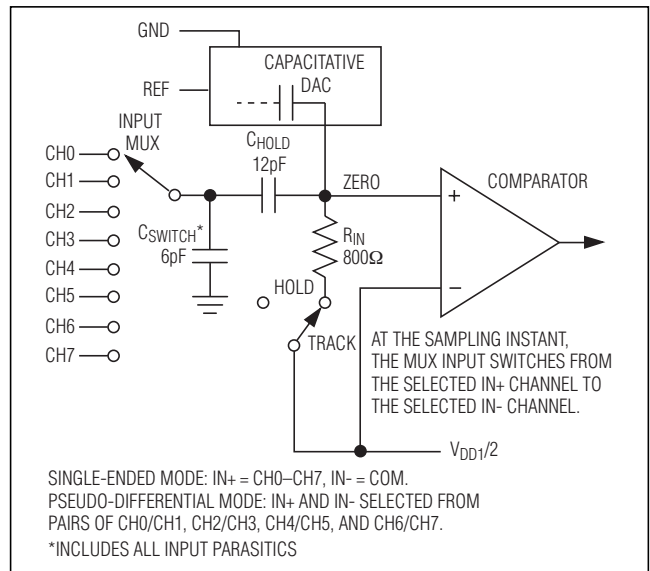 GND
CAPACITATIVE
DAC
REF
INPUT
MUX
CHOLD
12pF
CH0
CH1
CH2
CH3
CH4
CH5
CH6
CH7
ZERO
COMPARATOR
+
−
CSWITCH*
6pF
RIN
800Ω
HOLD
TRACK
AT THE SAMPLING INSTANT,
THE MUX INPUT SWITCHES FROM
THE SELECTED IN+ CHANNEL TO
THE SELECTED IN- CHANNEL.
VDD1/2
SINGLE-ENDED MODE: IN+ = CH0–CH7, IN- = COM.
PSEUDO-DIFFERENTIAL MODE: IN+ AND IN- SELECTED FROM
PAIRS OF CH0/CH1, CH2/CH3, CH4/CH5, AND CH6/CH7.
*INCLUDES ALL INPUT PARASITICS